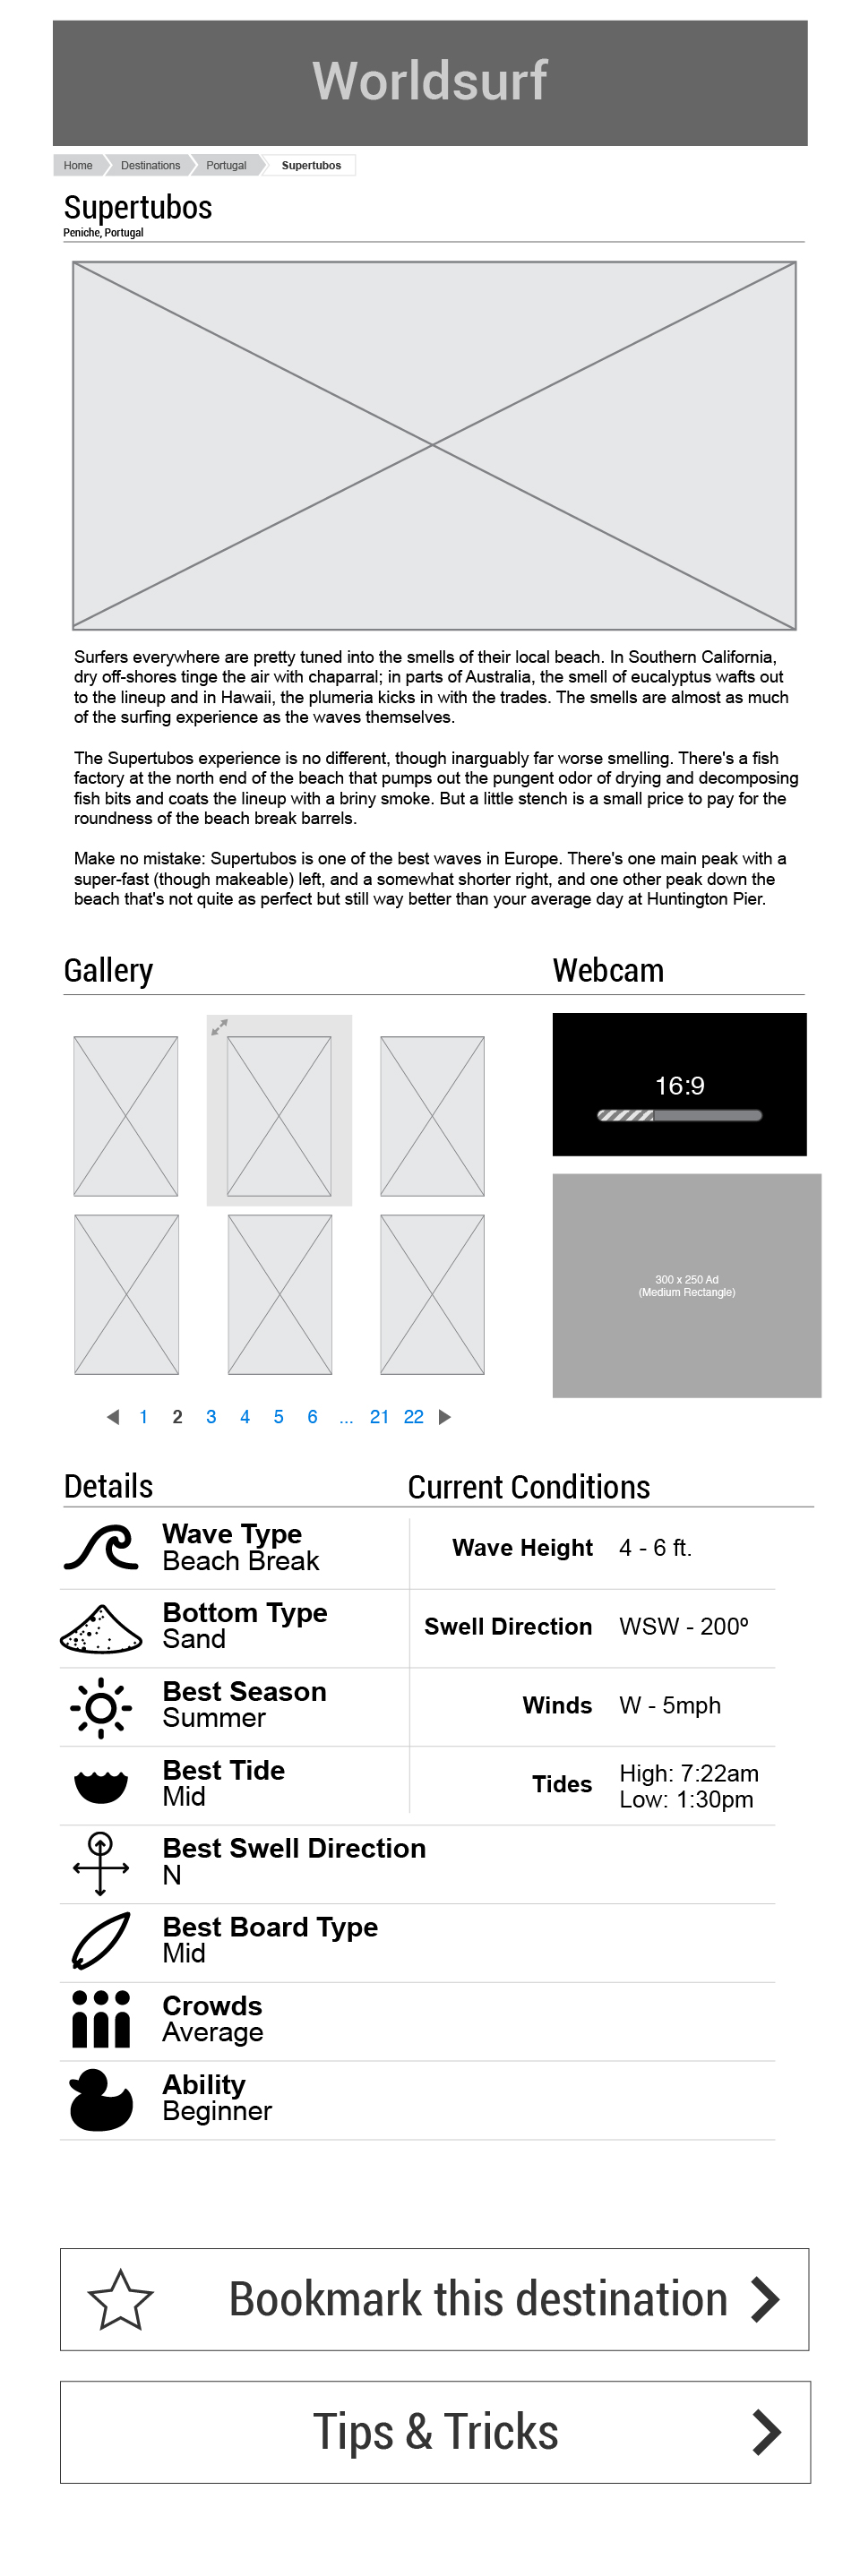 Worldsurf
Home Destinations Portugal Supertubos
Supertubos
Peniche, Portugal
Surfers everywhere are pretty tuned into the smells of their local beach. In Southern California,
dry off-shores tinge the air with chaparral; in parts of Australia, the smell of eucalyptus wafts out
to the lineup and in Hawaii, the plumeria kicks in with the trades. The smells are almost as much
of the surfing experience as the waves themselves.
The Supertubos experience is no different, though inarguably far worse smelling. There's a fish
factory at the north end of the beach that pumps out the pungent odor of drying and decomposing
fish bits and coats the lineup with a briny smoke. But a little stench is a small price to pay for the
roundness of the beach break barrels.
Make no mistake: Supertubos is one of the best waves in Europe. There's one main peak with a
super-fast (though makeable) left, and a somewhat shorter right, and one other peak down the
beach that's not quite as perfect but still way better than your average day at Huntington Pier.
Gallery
Webcam
16:9
300 x 250 Ad
(Medium Rectangle)
1 2 3 4 5 6 ... 21 22
Details
Wave Type
Beach Break
Bottom Type
Sand
Best Season
Summer
Best Tide
Mid
Best Swell Direction
N
Best Board Type
Mid
Crowds
Average
Ability
Beginner
Current Conditions
Wave Height 4 - 6 ft.
Swell Direction WSW - 200º
Winds W - 5mph
Tides High: 7:22am
Low: 1:30pm
Bookmark this destination
Tips & Tricks